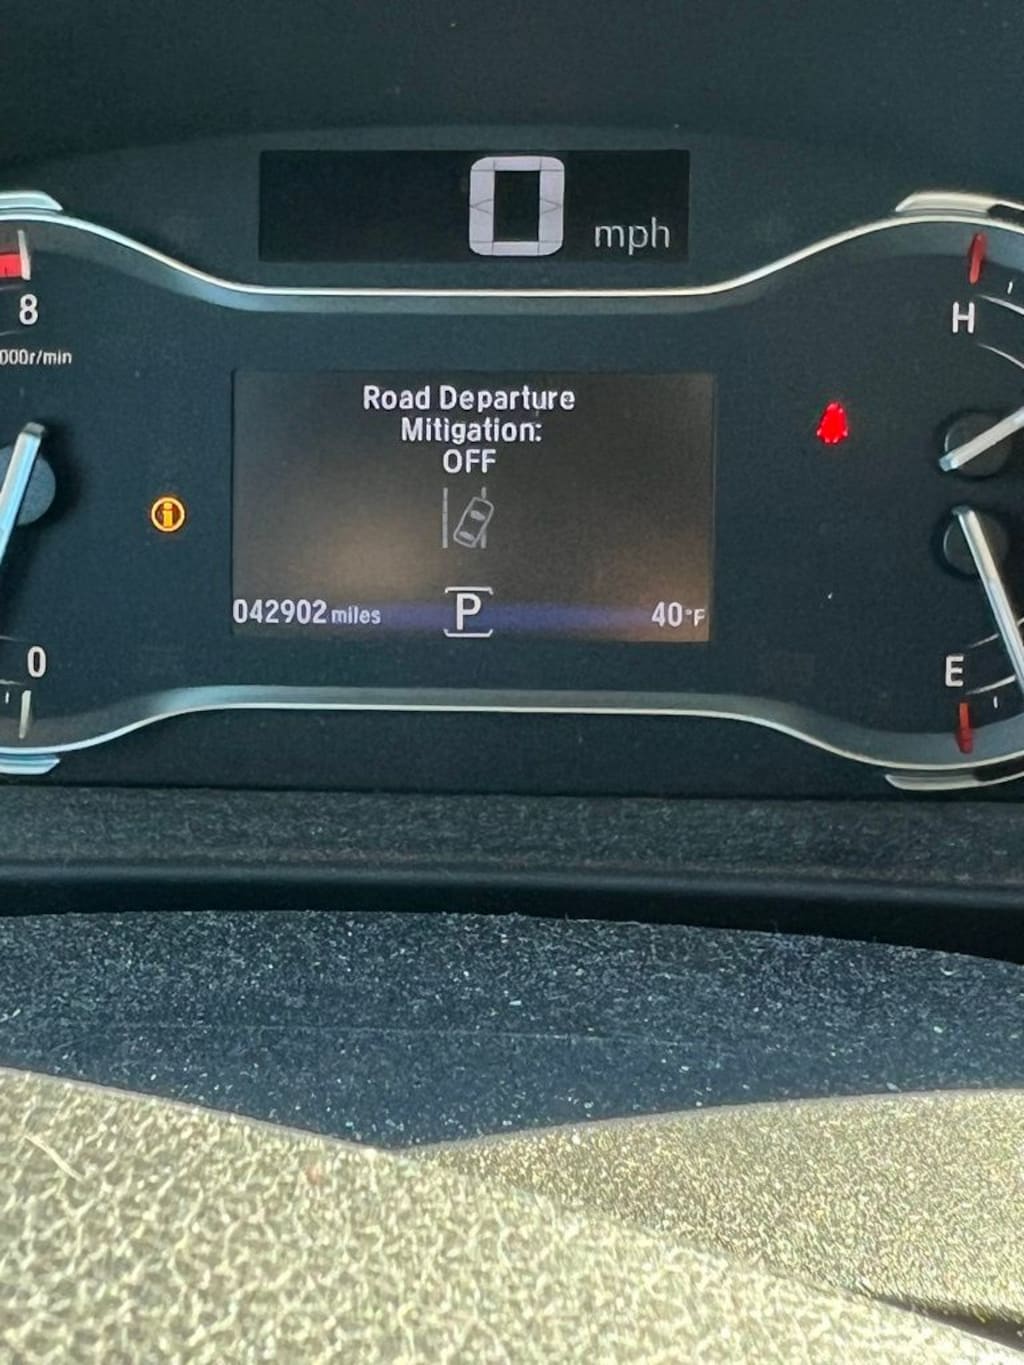 0 mph
8
000r/min
H
Road Departure
Mitigation:
OFF
i
042902 miles P 40°F
0
E